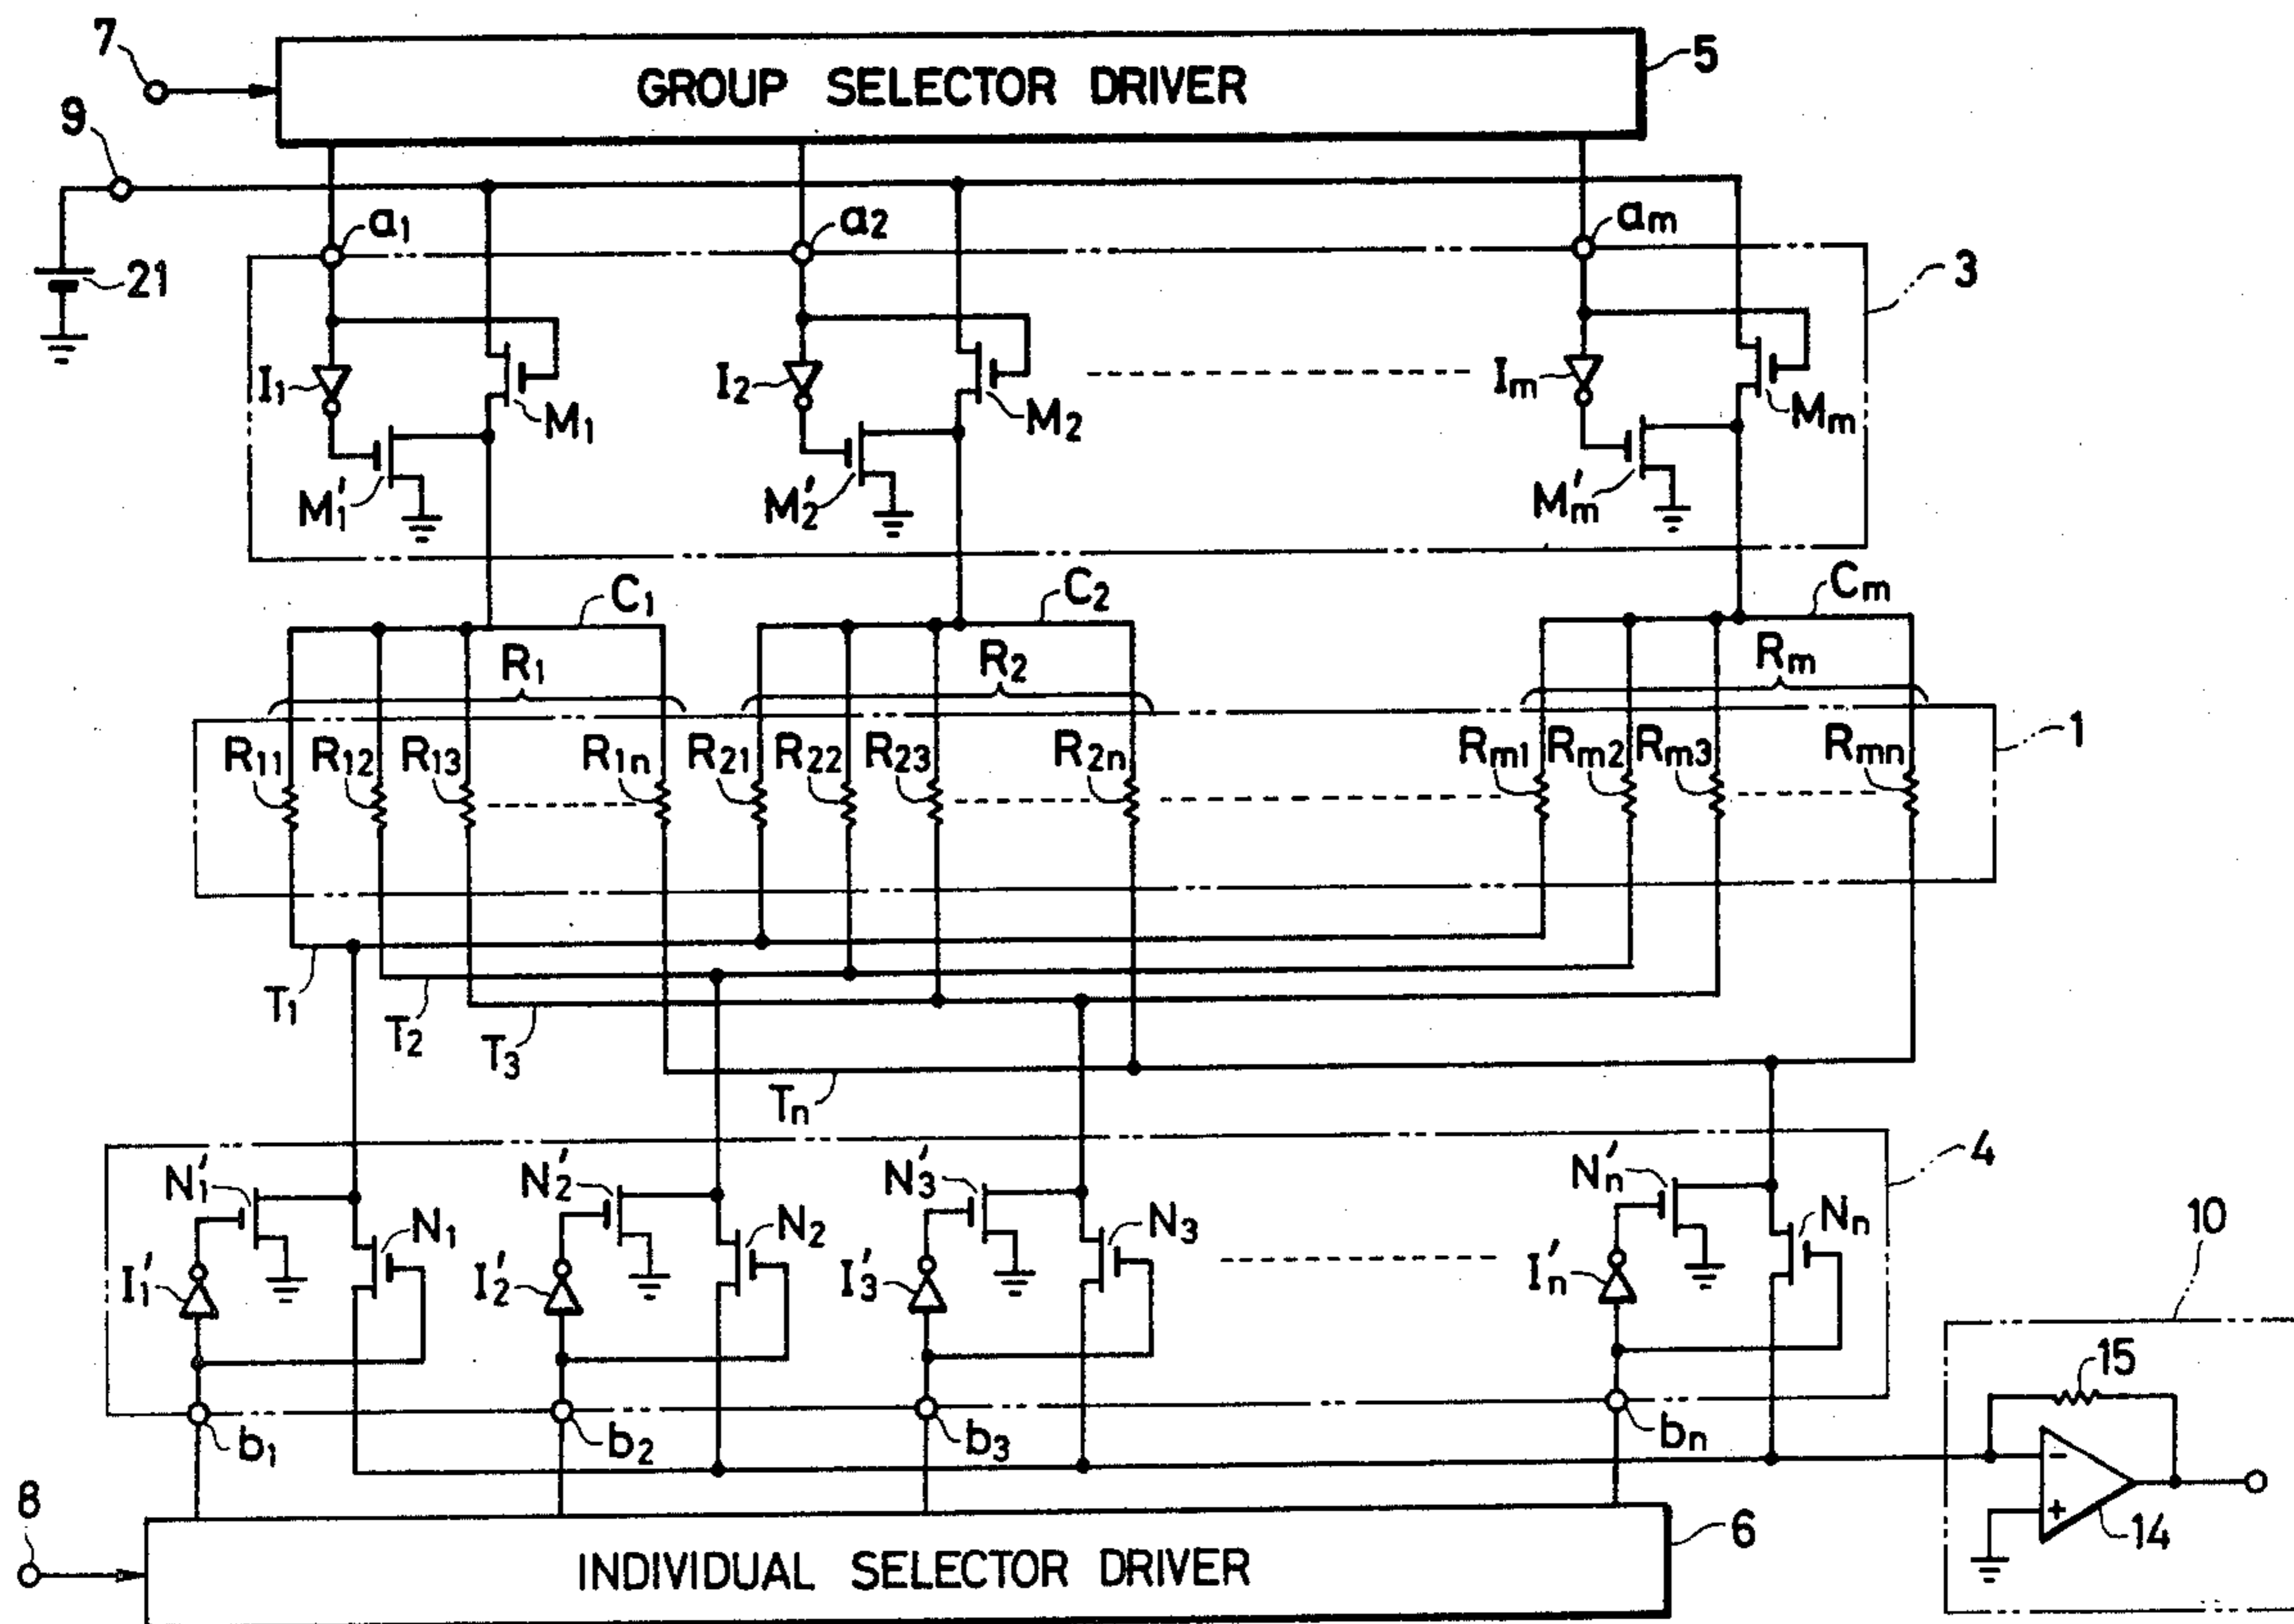 7
GROUP SELECTOR DRIVER
5
9
a1
a2
am
21
3
I1
M1
I2
M2
Im
Mm
M1'
M2'
Mm'
C1
C2
Cm
R1
R2
Rm
1
R11
R12
R13
R1n
R21
R22
R23
R2n
Rm1
Rm2
Rm3
Rmn
T1
T2
T3
Tn
4
N1'
N2'
N3'
Nn'
N1
N2
N3
Nn
10
I1'
I2'
I3'
In'
15
b1
b2
b3
bn
-
+
14
8
INDIVIDUAL SELECTOR DRIVER
6